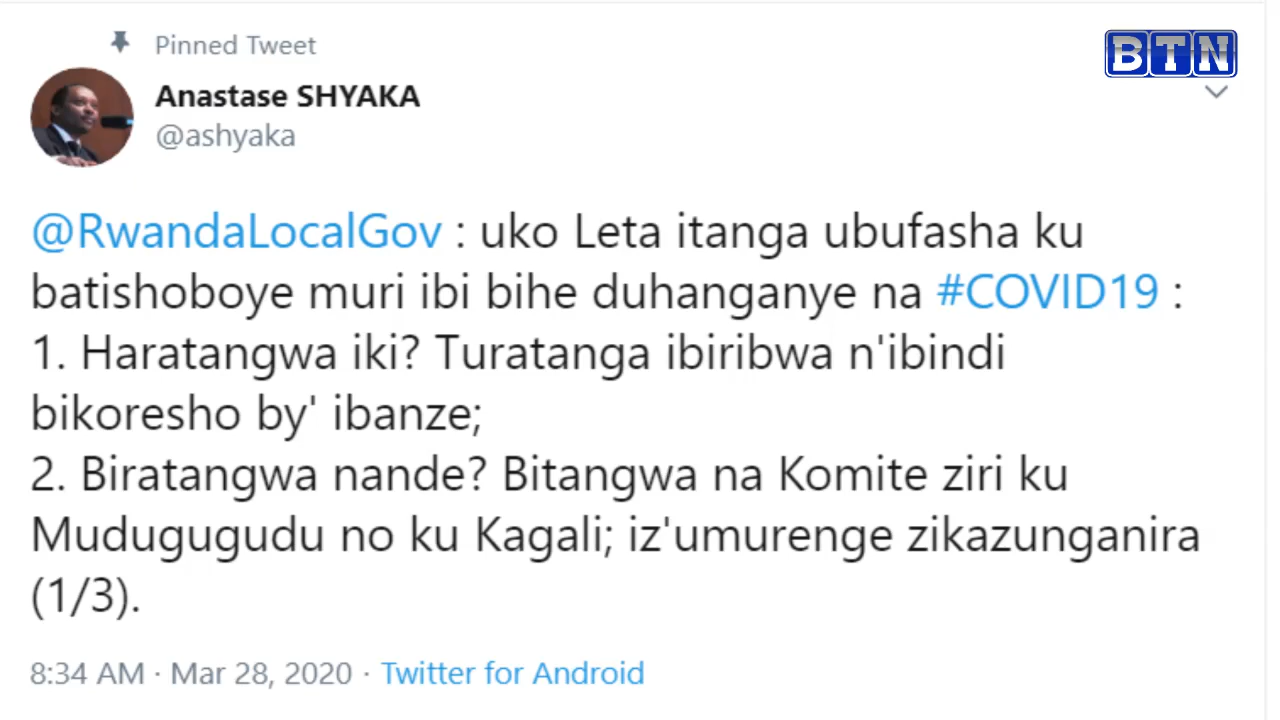 Pinned Tweet
BTN
Anastase SHYAKA
@ashyaka
@RwandaLocalGov : uko Leta itanga ubufasha ku
batishoboye muri ibi bihe duhanganye na #COVID19 :
1. Haratangwa iki? Turatanga ibiribwa n'ibindi
bikoresho by' ibanze;
2. Biratangwa nande? Bitangwa na Komite ziri ku
Mudugugudu no ku Kagali; iz'umurenge zikazunganira
(1/3).
8:34 AM · Mar 28, 2020 · Twitter for Android